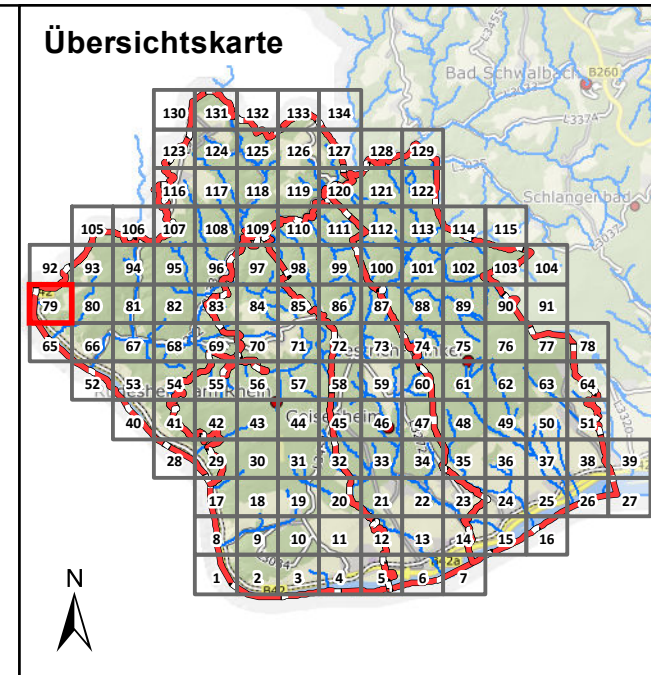 Übersichtskarte
Bad Schwalbach
B260
L3374
L3035
Schlangenbad
L3037
130 131 132 133 134
123 124 125 126 127 128 129
116 117 118 119 120 121 122
105 106 107 108 109 110 111 112 113 114 115
92 93 94 95 96 97 98 99 100 101 102 103 104
79 80 81 82 83 84 85 86 87 88 89 90 91
65 66 67 68 69 70 71 72 73 74 75 76 77 78
52 53 54 55 56 57 58 59 60 61 62 63 64
40 41 42 43 44 45 46 47 48 49 50 51
28 29 30 31 32 33 34 35 36 37 38 39
17 18 19 20 21 22 23 24 25 26 27
8 9 10 11 12 13 14 15 16
1 2 3 4 5 6 7
Geisenheim
L3320
L3034
B42
B42a
N